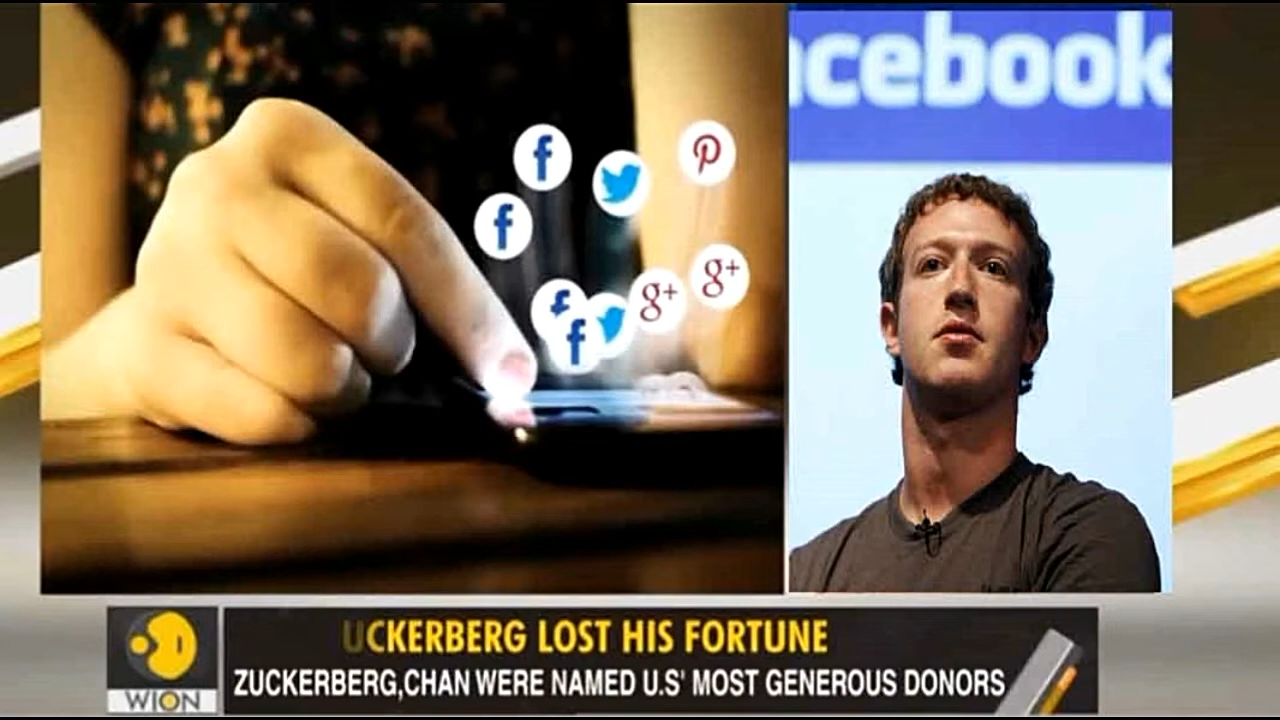 acebook
f
f
f
f
g+
g+
UCKERBERG LOST HIS FORTUNE
ZUCKERBERG,CHAN WERE NAMED U.S' MOST GENEROUS DONORS
WION